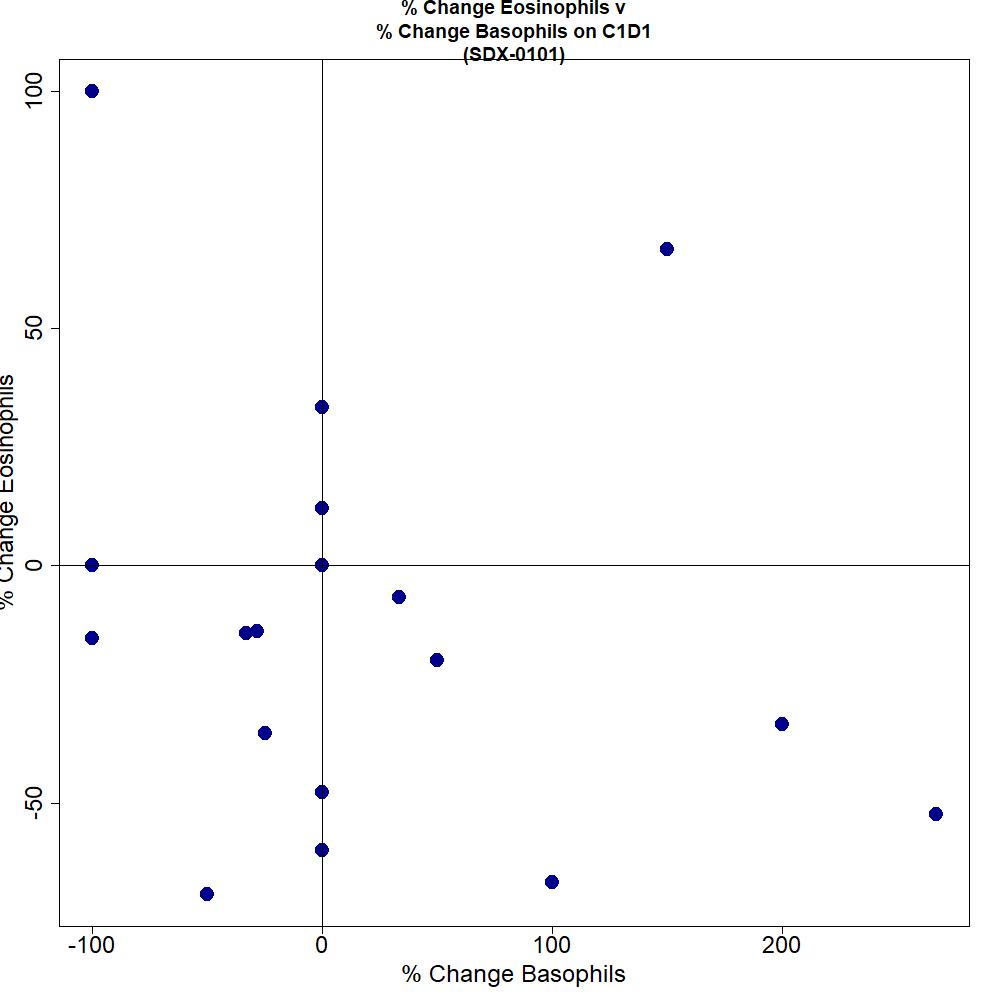 % Change Eosinophils v
% Change Basophils on C1D1
(SDX-0101)
% Change Eosinophils
100
50
0
-50
-100
0
100
200
% Change Basophils